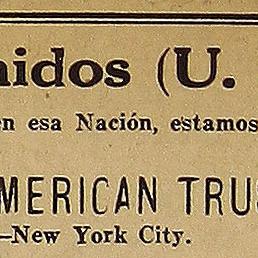 nidos (U.
en esa Nación, estamos
MERICAN TRUS
—New York City.